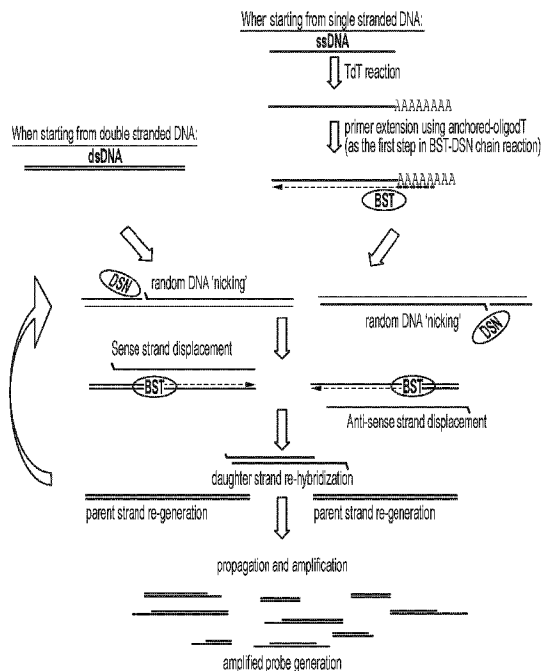 When starting from single stranded DNA:
ssDNA
TdT reaction
AAAAAAAA
primer extension using anchored-oligodT
(as the first step in BST-DSN chain reaction)
When starting from double stranded DNA:
dsDNA
AAAAAAAA
BST
DSN
random DNA 'nicking'
random DNA 'nicking'
DSN
Sense strand displacement
BST
BST
Anti-sense strand displacement
daughter strand re-hybridization
parent strand re-generation
parent strand re-generation
propagation and amplification
amplified probe generation